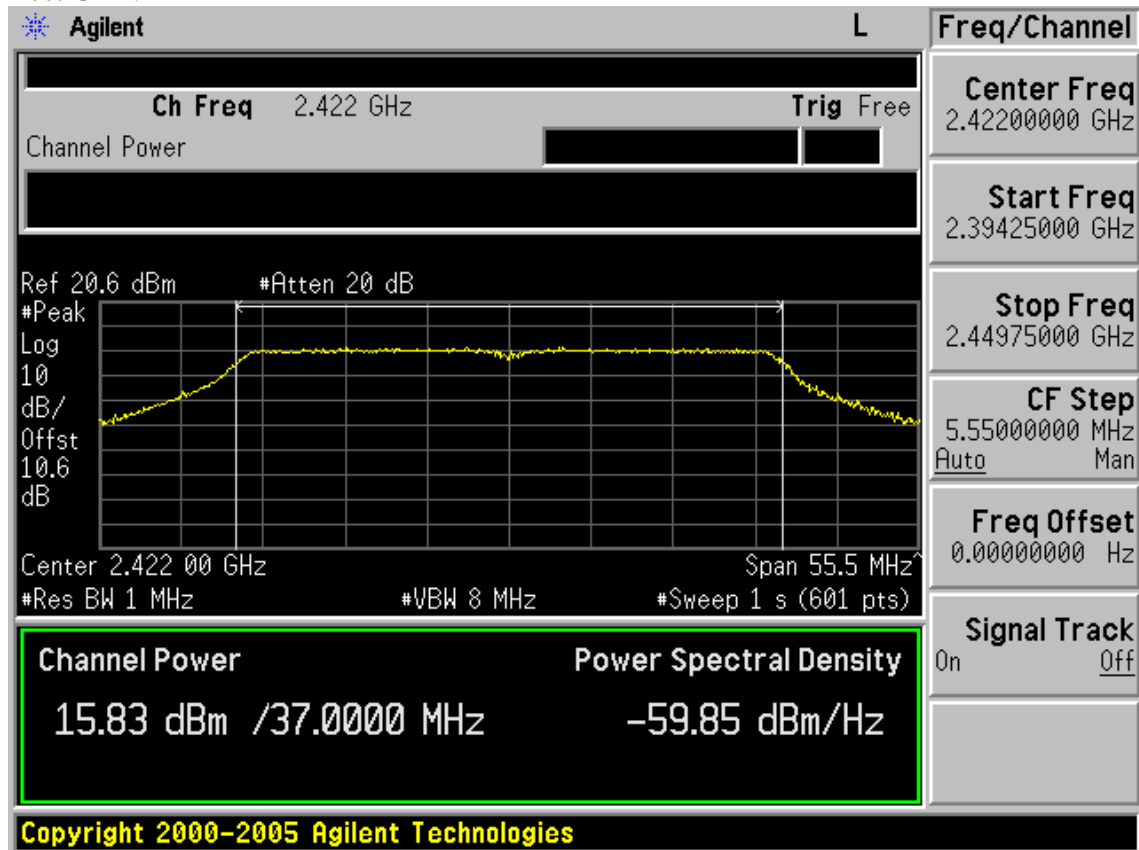 Agilent L
Ch Freq 2.422 GHz Trig Free
Channel Power
Ref 20.6 dBm #Atten 20 dB
#Peak
Log
10
dB/
Offst
10.6
dB
Center 2.422 00 GHz Span 55.5 MHz^
#Res BW 1 MHz #VBW 8 MHz #Sweep 1 s (601 pts)
Channel Power Power Spectral Density
15.83 dBm /37.0000 MHz -59.85 dBm/Hz
Copyright 2000-2005 Agilent Technologies
Freq/Channel
Center Freq
2.42200000 GHz
Start Freq
2.39425000 GHz
Stop Freq
2.44975000 GHz
CF Step
5.55000000 MHz
Auto Man
Freq Offset
0.00000000 Hz
Signal Track
On Off